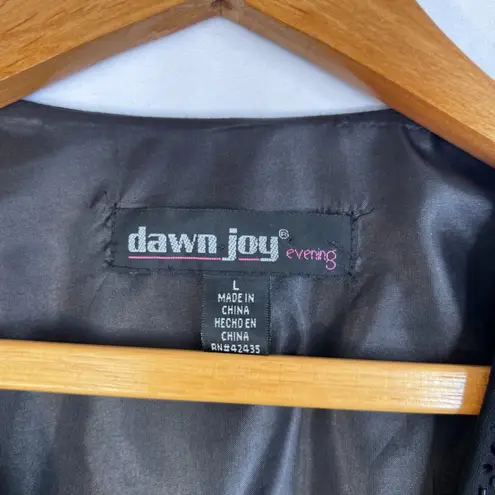 dawn joy® evening
L
MADE IN
CHINA
HECHO EN
CHINA
RN#42435